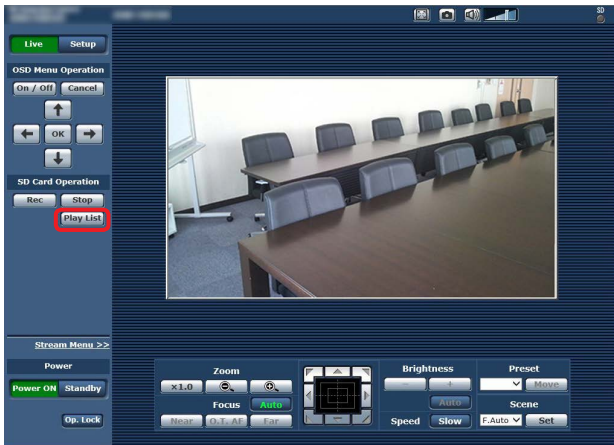 SD
Live Setup
OSD Menu Operation
On / Off Cancel
OK
SD Card Operation
Rec Stop
Play List
Stream Menu >>
Power
Power ON Standby
Op. Lock
Zoom
×1.0
Focus Auto
Near O.T. AF Far
Brightness
- +
Auto
Speed Slow
Preset
Move
Scene
F.Auto Set